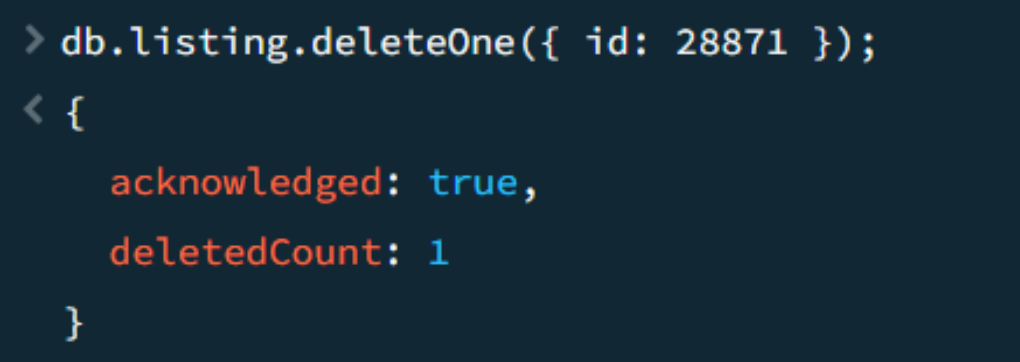 > db.listing.deleteOne({ id: 28871 });
< {
acknowledged: true,
deletedCount: 1
}